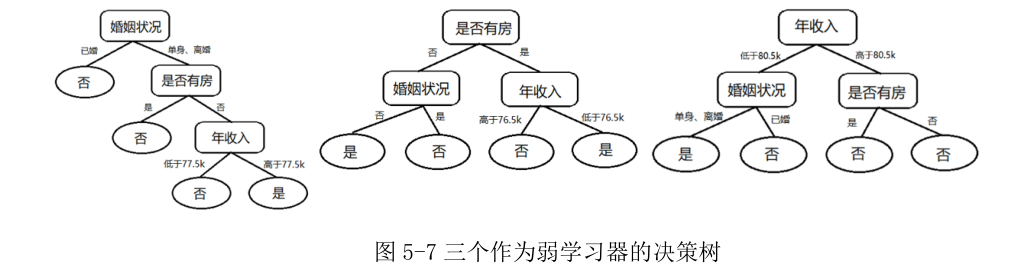 婚姻状况
已婚 单身、离婚
否 是否有房
是 否
否 年收入
低于77.5k 高于77.5k
否 是
是否有房
否 是
婚姻状况 年收入
否 是 高于76.5k 低于76.5k
是 否 否 是
年收入
低于80.5k 高于80.5k
婚姻状况 是否有房
单身、离婚 已婚 是 否
是 否 否 否
图 5-7 三个作为弱学习器的决策树